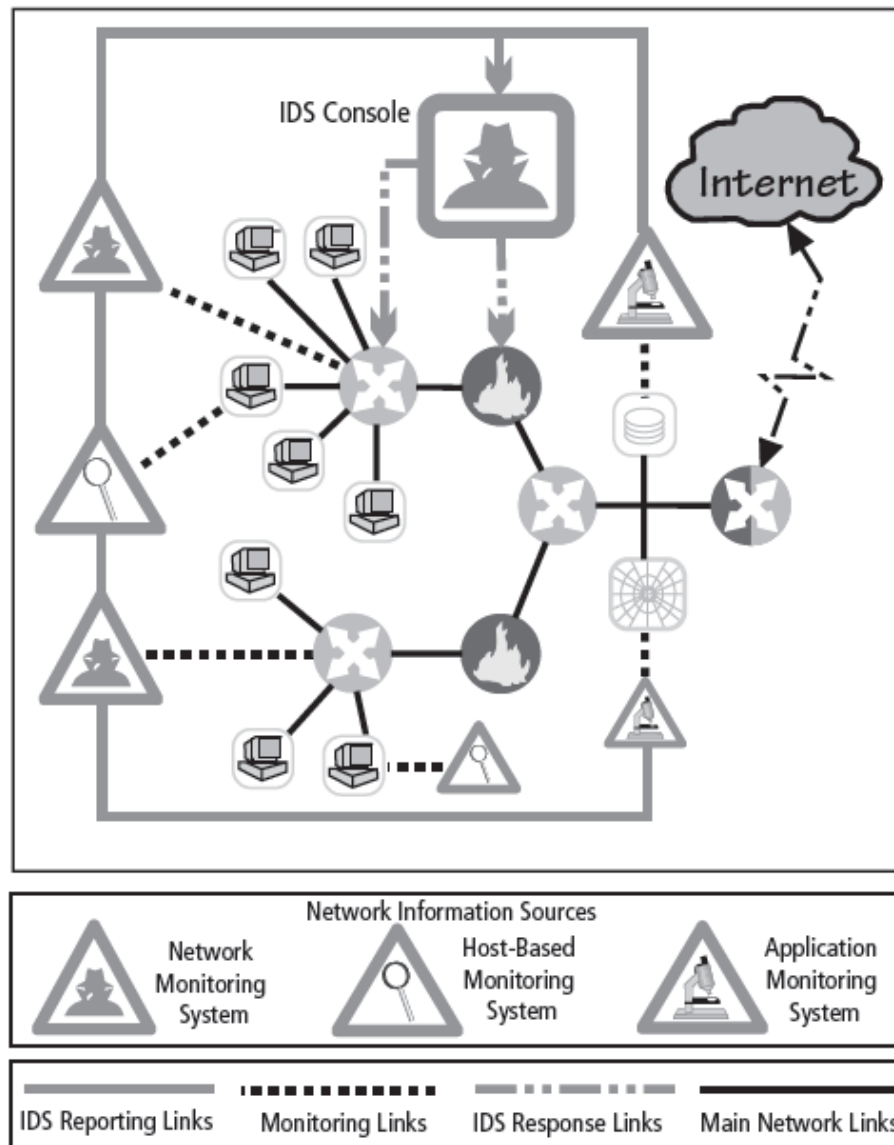 IDS Console
Internet
Network Information Sources
Network
Monitoring
System
Host-Based
Monitoring
System
Application
Monitoring
System
IDS Reporting Links
Monitoring Links
IDS Response Links
Main Network Links